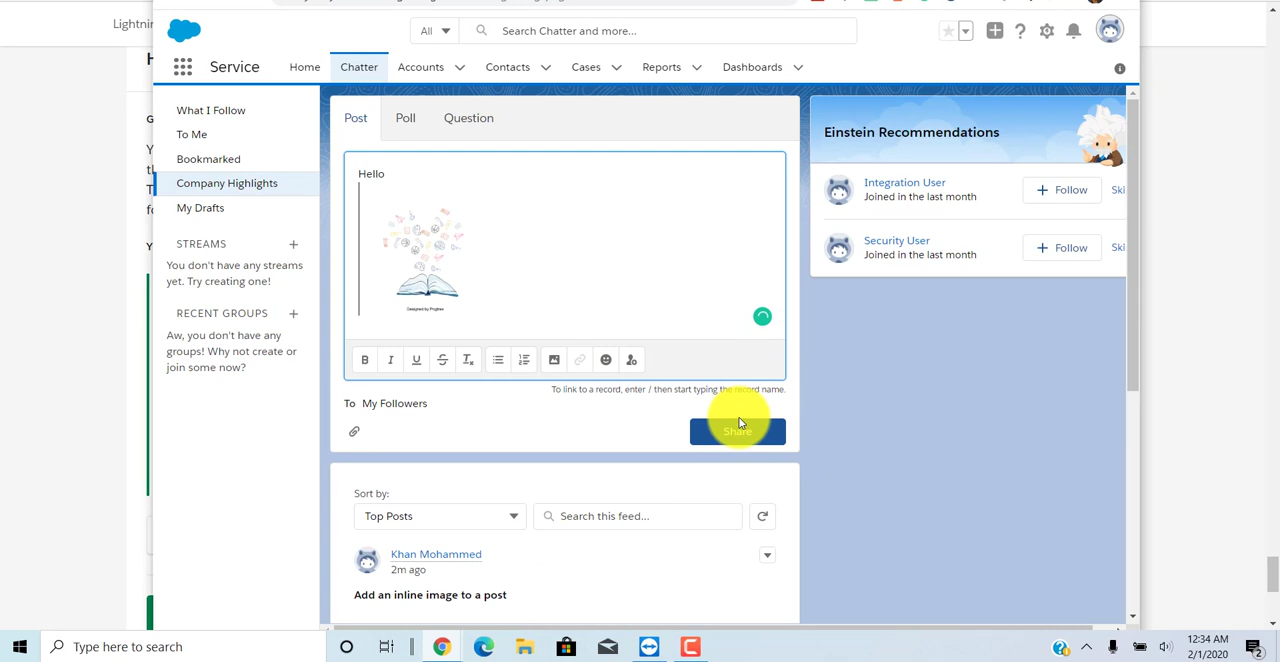 Lightnin
All
Search Chatter and more...
Service
Home
Chatter
Accounts
Contacts
Cases
Reports
Dashboards
What I Follow
To Me
Bookmarked
Company Highlights
My Drafts
STREAMS
You don't have any streams
yet. Try creating one!
RECENT GROUPS
Aw, you don't have any
groups! Why not create or
join some now?
Post
Poll
Question
Hello
B I U S Tx
To link to a record, enter / then start typing the record name.
To My Followers
Share
Sort by:
Top Posts
Search this feed...
Khan Mohammed
2m ago
Add an inline image to a post
Einstein Recommendations
Integration User
Joined in the last month
Follow
Ski
Security User
Joined in the last month
Follow
Ski
Type here to search
12:34 AM
2/1/2020
2